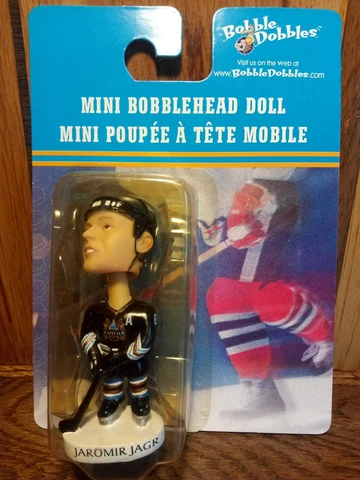 Bobble
Dobbles™
Visit us on the Web at
www.BobbleDobbles.com
MINI BOBBLEHEAD DOLL
MINI POUPÉE À TÊTE MOBILE
A
JAROMIR JAGR